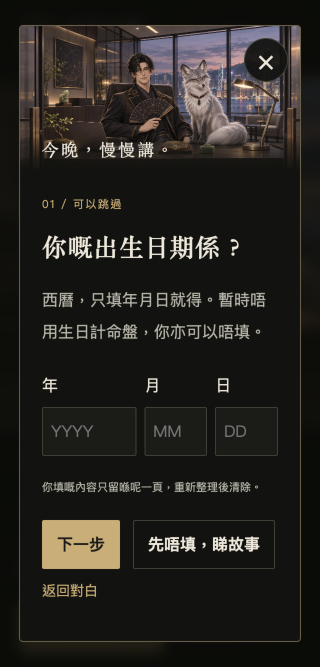 今晚，慢慢講。
01 / 可以跳過
你嘅出生日期係？
西曆，只填年月日就得。暫時唔
用生日計命盤，你亦可以唔填。
年 月 日
YYYY MM DD
你填嘅內容只留喺呢一頁，重新整理後清除。
下一步 先唔填，睇故事
返回對白